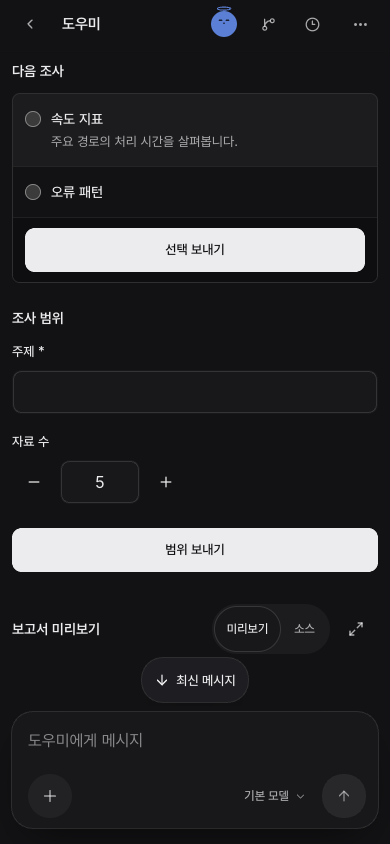 도우미
다음 조사
속도 지표
주요 경로의 처리 시간을 살펴봅니다.
오류 패턴
선택 보내기
조사 범위
주제 *
자료 수
5
범위 보내기
보고서 미리보기
미리보기
소스
최신 메시지
도우미에게 메시지
기본 모델